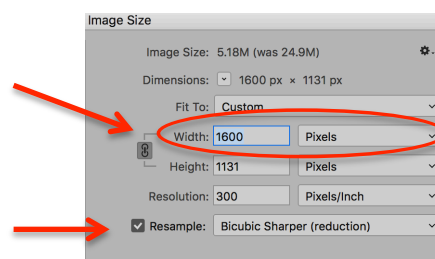 Image Size
Image Size: 5.18M (was 24.9M)
Dimensions: 1600 px × 1131 px
Fit To: Custom
Width: 1600 Pixels
Height: 1131 Pixels
Resolution: 300 Pixels/Inch
Resample: Bicubic Sharper (reduction)